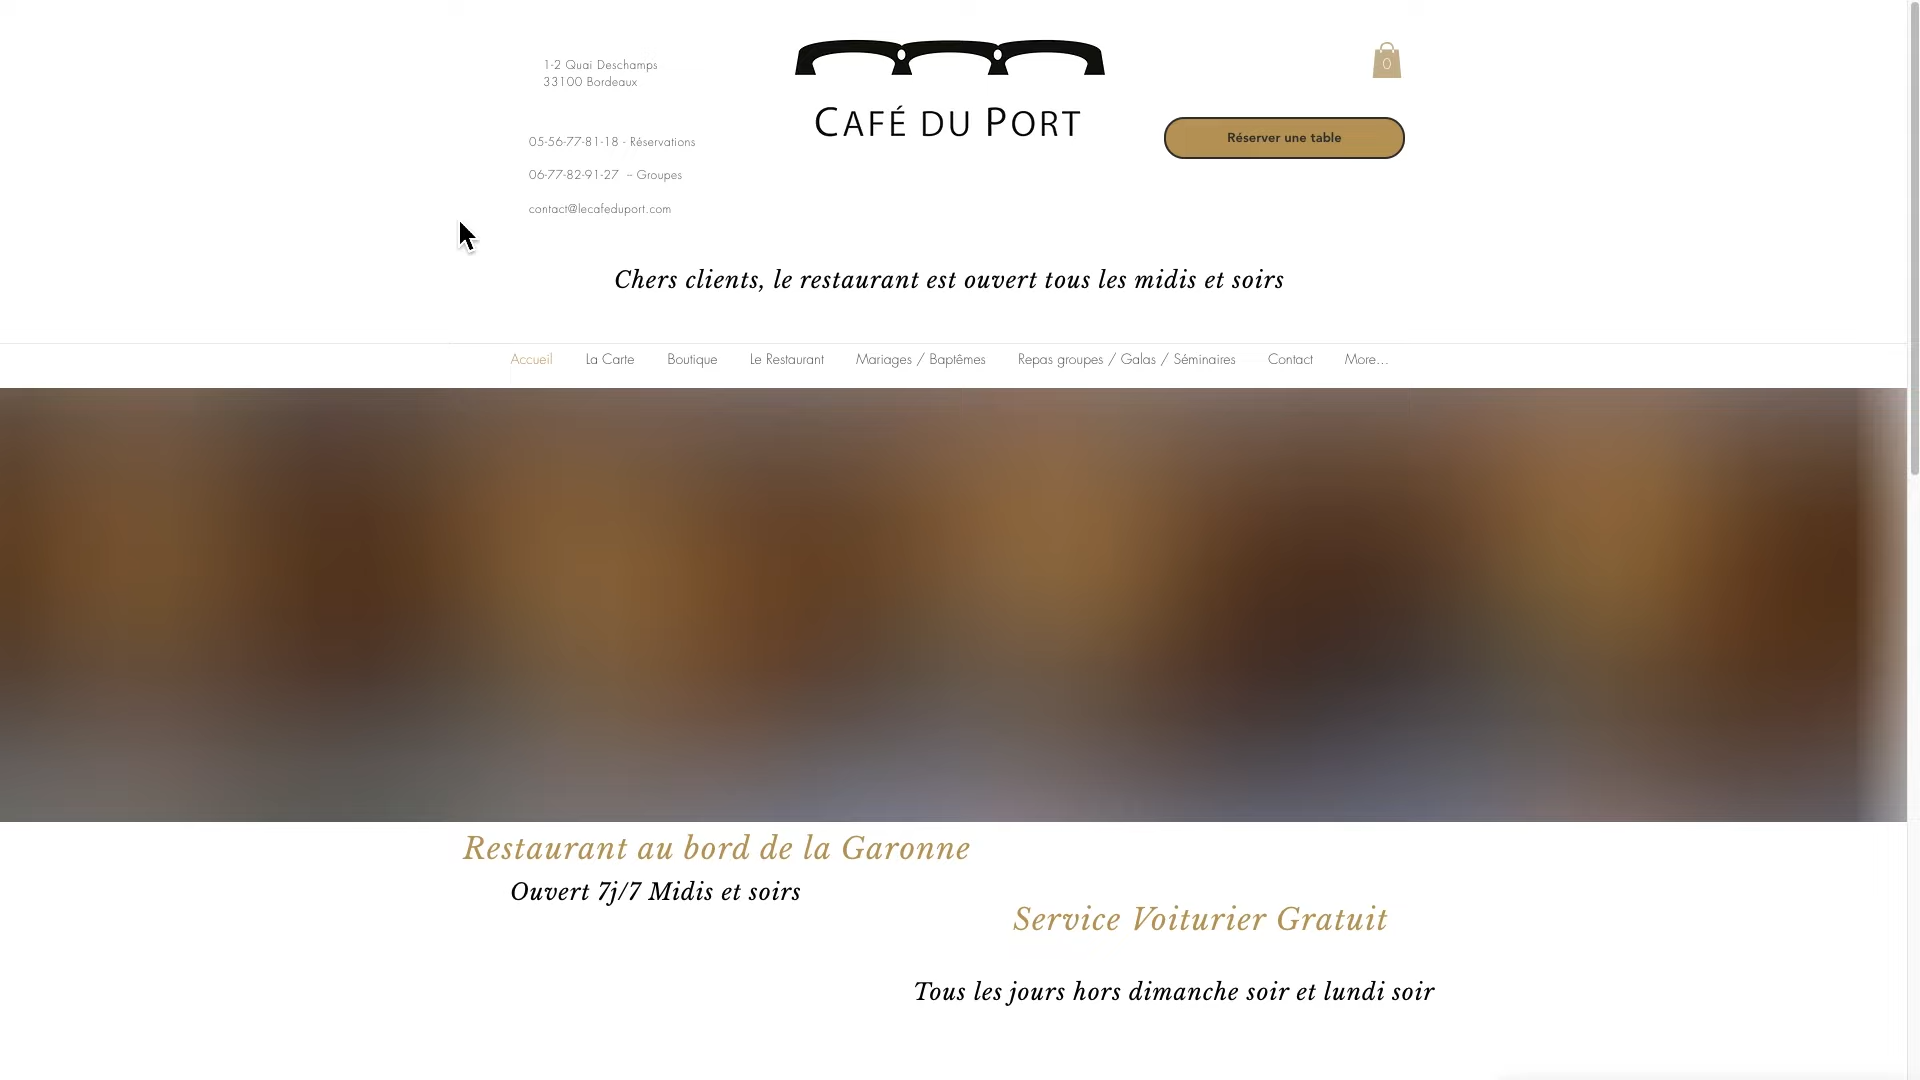 1-2 Quai Deschamps
33100 Bordeaux
05-56-77-81-18 - Réservations
06-77-82-91-27 – Groupes
contact@lecafeduport.com
CAFÉ DU PORT
0
Réserver une table
Chers clients, le restaurant est ouvert tous les midis et soirs
Accueil La Carte Boutique Le Restaurant Mariages / Baptêmes Repas groupes / Galas / Séminaires Contact More...
Restaurant au bord de la Garonne
Ouvert 7j/7 Midis et soirs
Service Voiturier Gratuit
Tous les jours hors dimanche soir et lundi soir